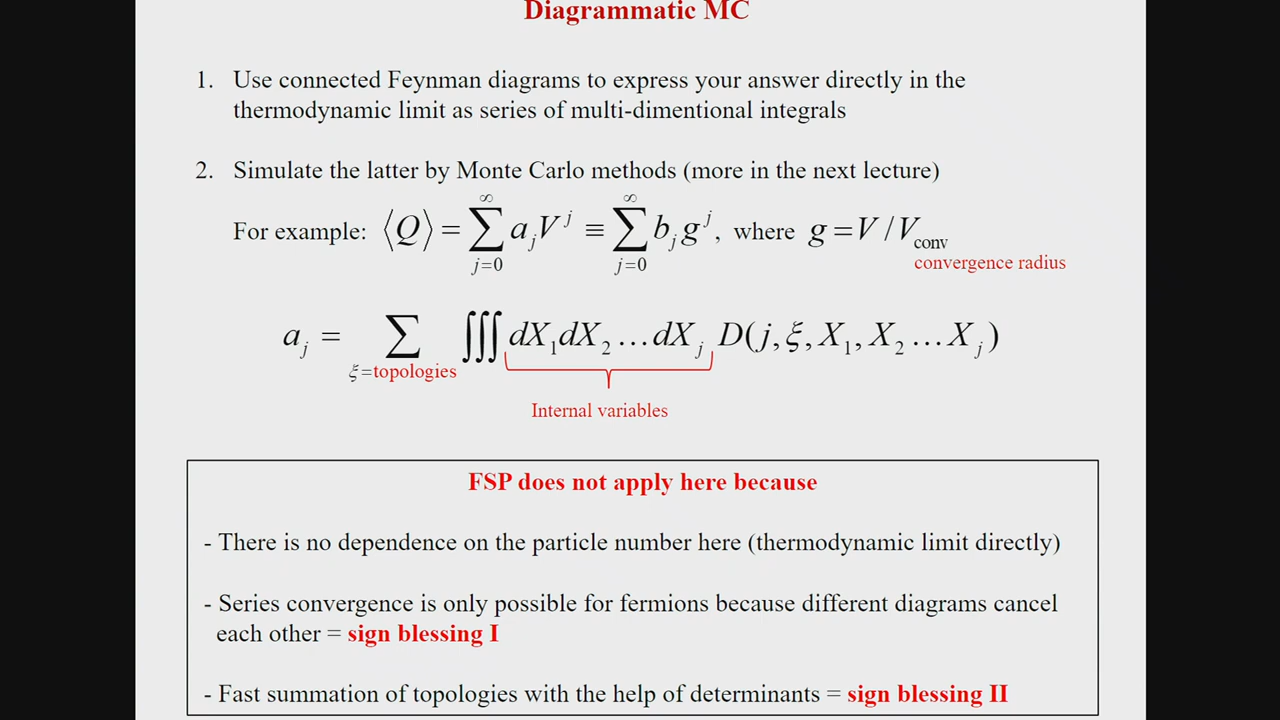 Diagrammatic MC
1. Use connected Feynman diagrams to express your answer directly in the
thermodynamic limit as series of multi-dimentional integrals
2. Simulate the latter by Monte Carlo methods (more in the next lecture)
For example: ⟨Q⟩ = ∑_{j=0}^{∞} a_j V^j ≡ ∑_{j=0}^{∞} b_j g^j, where g = V / V_conv
convergence radius
a_j = ∑_{ξ=topologies} ∭ dX_1 dX_2 … dX_j D(j, ξ, X_1, X_2 … X_j)
Internal variables
FSP does not apply here because
- There is no dependence on the particle number here (thermodynamic limit directly)
- Series convergence is only possible for fermions because different diagrams cancel
each other = sign blessing I
- Fast summation of topologies with the help of determinants = sign blessing II